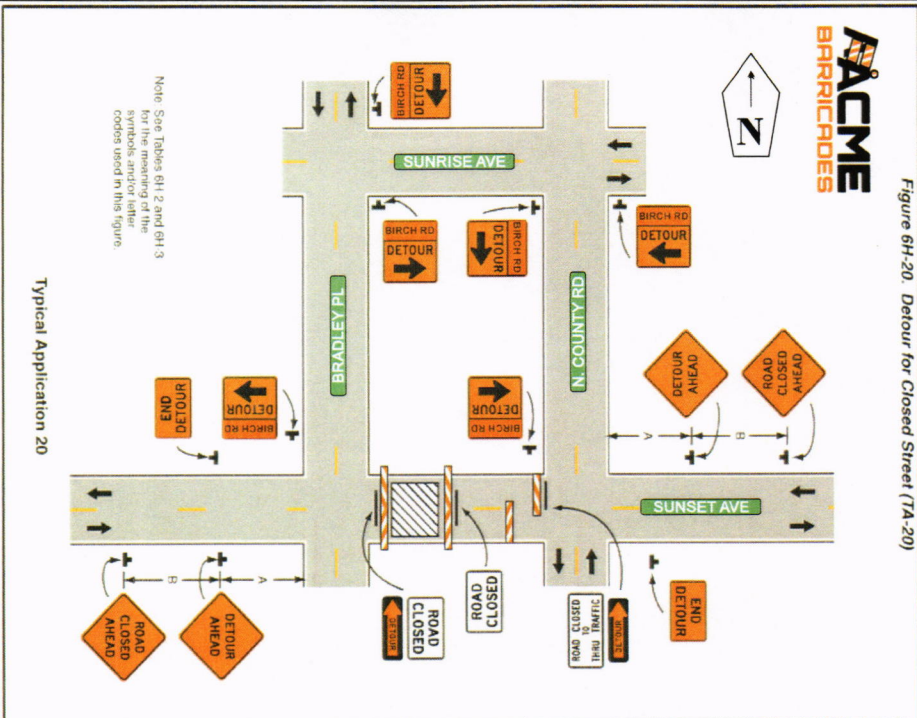 Figure 6H-20. Detour for Closed Street (TA-20)
ACME
BARRICADES
N
ROAD
CLOSED
AHEAD
DETOUR
AHEAD
B
A
SUNSET AVE
END
DETOUR
BIRCH RD
DETOUR
N. COUNTY RD
DETOUR
ROAD CLOSED
TO
THRU TRAFFIC
BIRCH RD
DETOUR
BIRCH RD
DETOUR
ROAD
CLOSED
SUNRISE AVE
BIRCH RD
DETOUR
ROAD
CLOSED
DETOUR
BIRCH RD
DETOUR
BRADLEY PL
BIRCH RD
DETOUR
END
DETOUR
A
B
DETOUR
AHEAD
ROAD
CLOSED
AHEAD
Note: See Tables 6H 2 and 6H 3
for the meaning of the
symbols and/or letter
codes used in this figure.
Typical Application 20